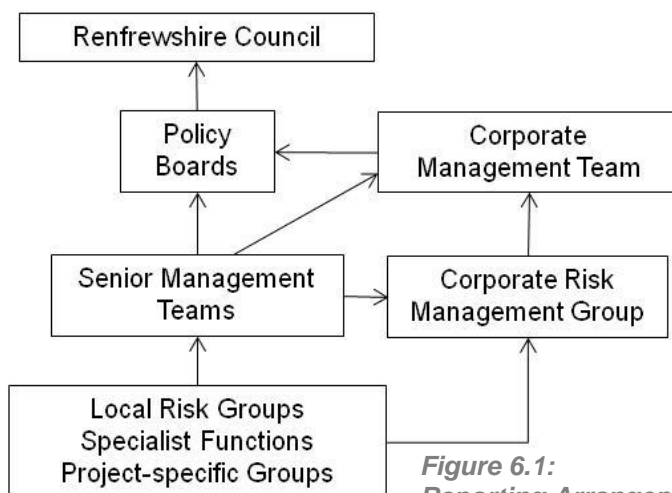 Renfrewshire Council
Policy
Boards
Corporate
Management Team
Senior Management
Teams
Corporate Risk
Management Group
Local Risk Groups
Specialist Functions
Project-specific Groups
Figure 6.1:
Reporting